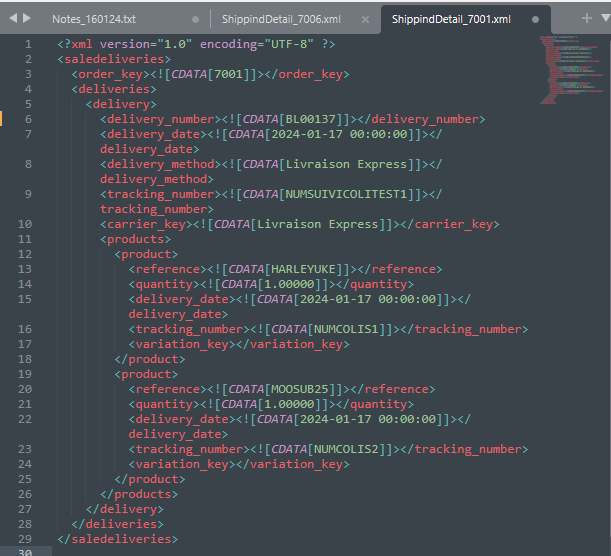 Notes_160124.txt
ShippindDetail_7006.xml
ShippindDetail_7001.xml
1 <?xml version="1.0" encoding="UTF-8" ?>
2 <saledeliveries>
3 <order_key><![CDATA[7001]]></order_key>
4 <deliveries>
5 <delivery>
6 <delivery_number><![CDATA[BL00137]]></delivery_number>
7 <delivery_date><![CDATA[2024-01-17 00:00:00]]></
delivery_date>
8 <delivery_method><![CDATA[Livraison Express]]></
delivery_method>
9 <tracking_number><![CDATA[NUMSUIVICOLITEST1]]></
tracking_number>
10 <carrier_key><![CDATA[Livraison Express]]></carrier_key>
11 <products>
12 <product>
13 <reference><![CDATA[HARLEYUKE]]></reference>
14 <quantity><![CDATA[1.00000]]></quantity>
15 <delivery_date><![CDATA[2024-01-17 00:00:00]]></
delivery_date>
16 <tracking_number><![CDATA[NUMCOLIS1]]></tracking_number>
17 <variation_key></variation_key>
18 </product>
19 <product>
20 <reference><![CDATA[MOOSUB25]]></reference>
21 <quantity><![CDATA[1.00000]]></quantity>
22 <delivery_date><![CDATA[2024-01-17 00:00:00]]></
delivery_date>
23 <tracking_number><![CDATA[NUMCOLIS2]]></tracking_number>
24 <variation_key></variation_key>
25 </product>
26 </products>
27 </delivery>
28 </deliveries>
29 </saledeliveries>
30